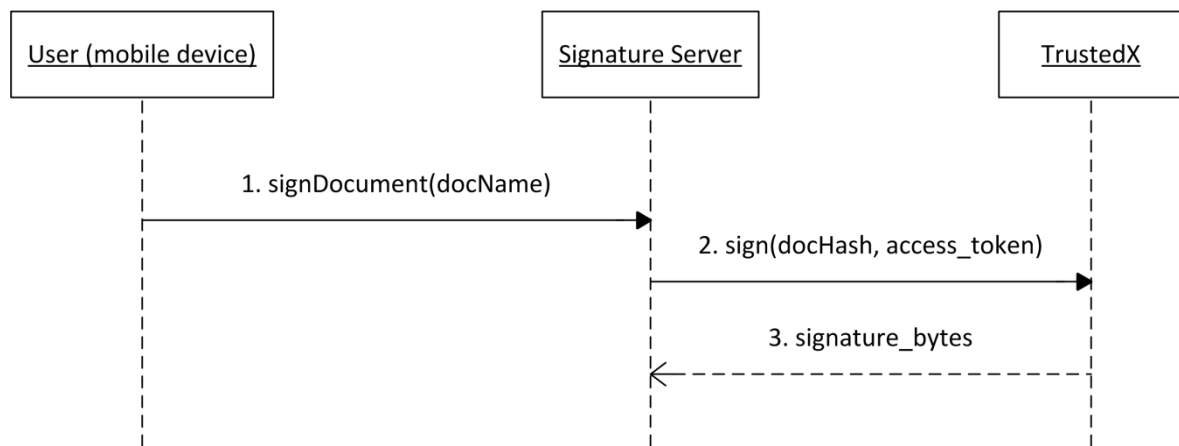 User (mobile device)
Signature Server
TrustedX
1. signDocument(docName)
2. sign(docHash, access_token)
3. signature_bytes